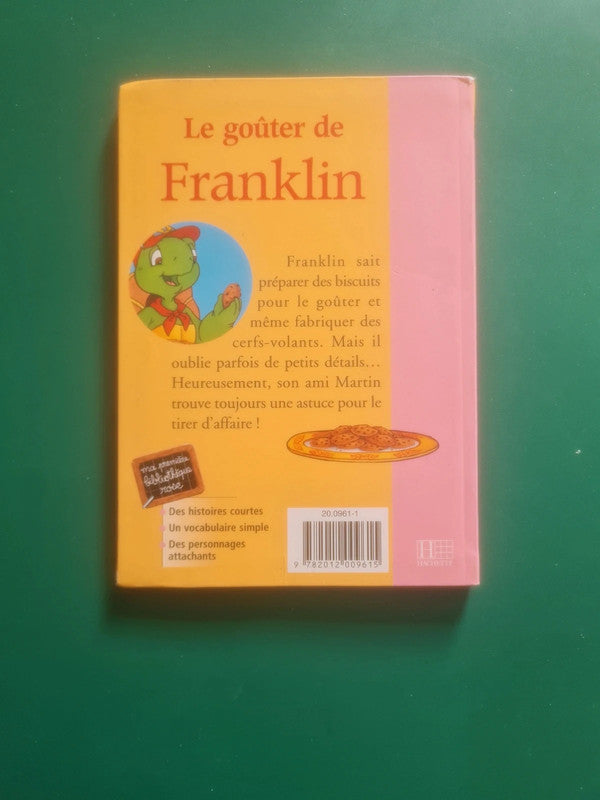 Le goûter de
Franklin
Franklin sait
préparer des biscuits
pour le goûter et
même fabriquer des
cerfs-volants. Mais il
oublie parfois de petits détails...
Heureusement, son ami Martin
trouve toujours une astuce pour le
tirer d'affaire !
ma première
bibliothèque
rose
Des histoires courtes
Un vocabulaire simple
Des personnages
attachants
20.0961-1
9 782012 009615
H
HACHETTE